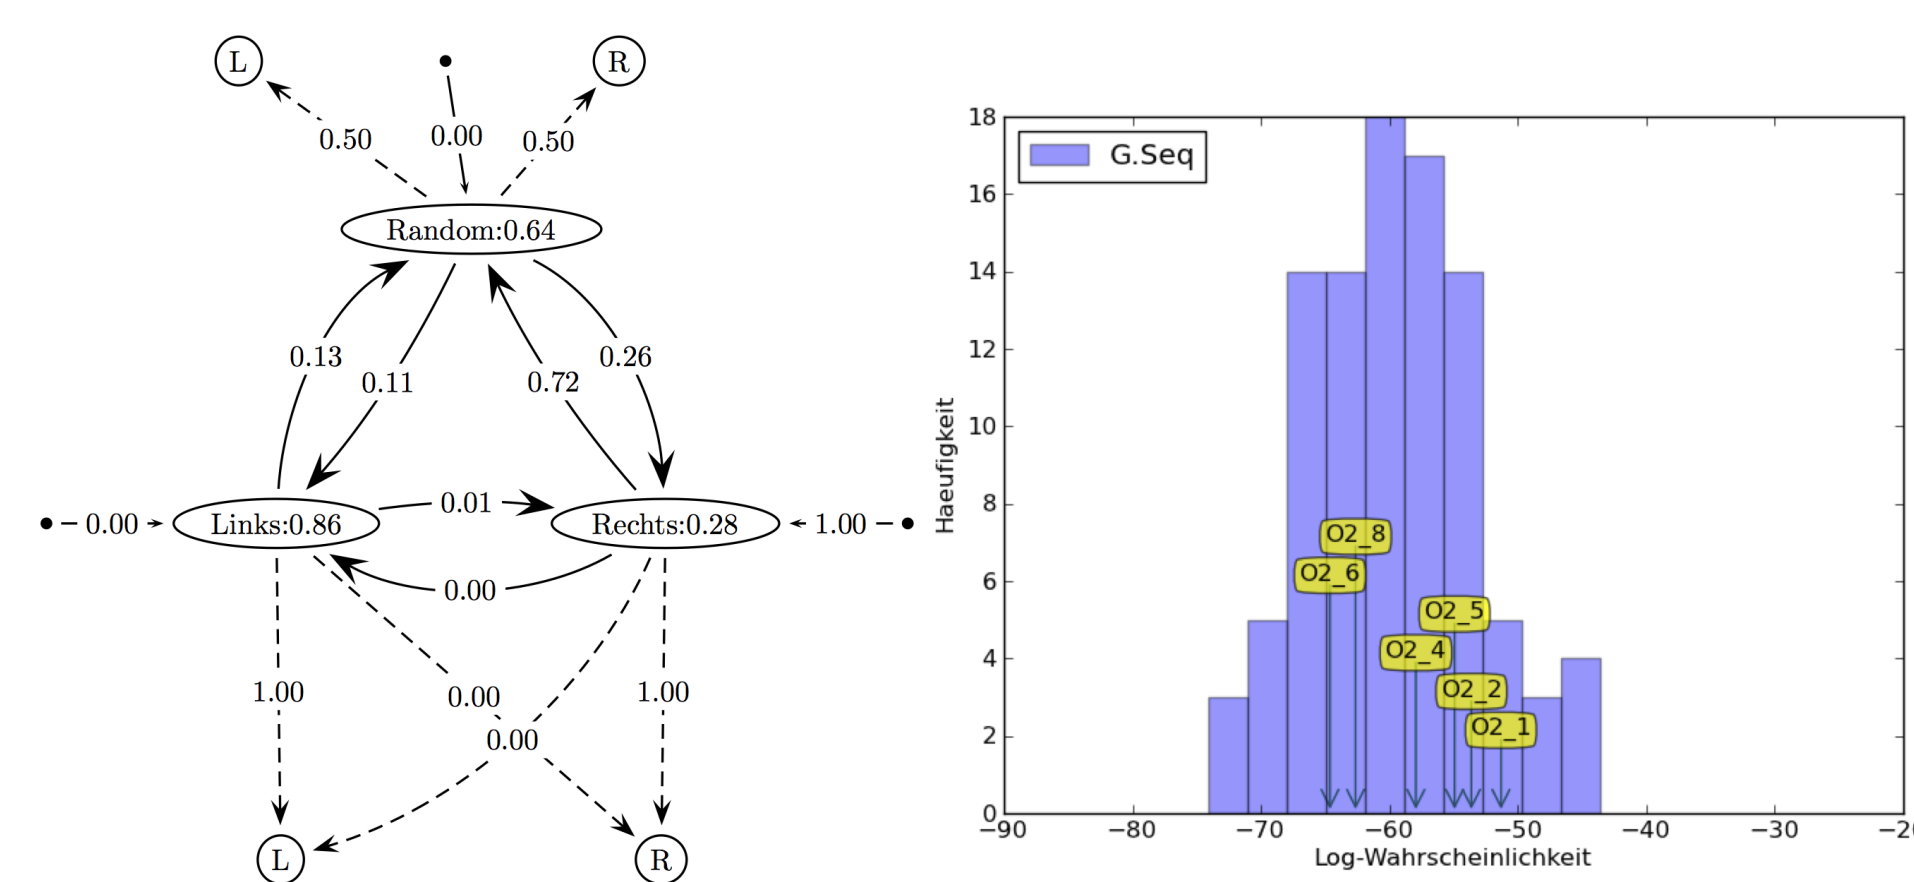 L
R
0.50
0.00
0.50
Random:0.64
0.13
0.11
0.72
0.26
0.01
0.00
Links:0.86
Rechts:0.28
1.00
0.00
1.00
0.00
1.00
0.00
L
R
18
16
14
12
10
8
6
4
2
0
Haeufigkeit
G.Seq
O2_8
O2_6
O2_5
O2_4
O2_2
O2_1
−90
−80
−70
−60
−50
−40
−30
Log-Wahrscheinlichkeit